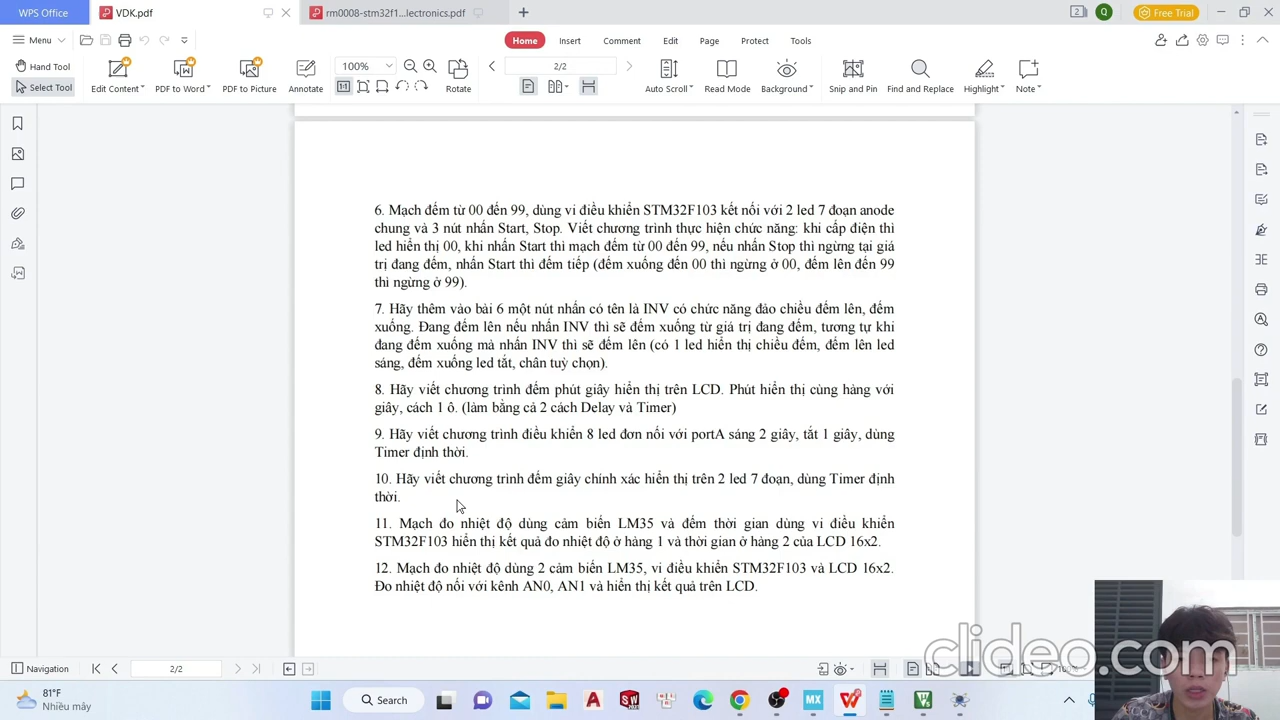 WPS Office
VDK.pdf
rm0008-stm32f1...lectronics.pdf
Free Trial
Menu
Home
Insert
Comment
Edit
Page
Protect
Tools
Hand Tool
Select Tool
Edit Content
PDF to Word
PDF to Picture
Annotate
100%
Rotate
2/2
Auto Scroll
Read Mode
Background
Snip and Pin
Find and Replace
Highlight
Note
6. Mạch đếm từ 00 đến 99, dùng vi điều khiển STM32F103 kết nối với 2 led 7 đoạn anode
chung và 3 nút nhấn Start, Stop. Viết chương trình thực hiện chức năng: khi cấp điện thì
led hiển thị 00, khi nhấn Start thì mạch đếm từ 00 đến 99, nếu nhấn Stop thì ngừng tại giá
trị đang đếm, nhấn Start thì đếm tiếp (đếm xuống đến 00 thì ngừng ở 00, đếm lên đến 99
thì ngừng ở 99).
7. Hãy thêm vào bài 6 một nút nhấn có tên là INV có chức năng đảo chiều đếm lên, đếm
xuống. Đang đếm lên nếu nhấn INV thì sẽ đếm xuống từ giá trị đang đếm, tương tự khi
đang đếm xuống mà nhấn INV thì sẽ đếm lên (có 1 led hiển thị chiều đếm, đếm lên led
sáng, đếm xuống led tắt, chân tuỳ chọn).
8. Hãy viết chương trình đếm phút giây hiển thị trên LCD. Phút hiển thị cùng hàng với
giây, cách 1 ô. (làm bằng cả 2 cách Delay và Timer)
9. Hãy viết chương trình điều khiển 8 led đơn nối với portA sáng 2 giây, tắt 1 giây, dùng
Timer định thời.
10. Hãy viết chương trình đếm giây chính xác hiển thị trên 2 led 7 đoạn, dùng Timer định
thời.
11. Mạch đo nhiệt độ dùng cảm biến LM35 và đếm thời gian dùng vi điều khiển
STM32F103 hiển thị kết quả đo nhiệt độ ở hàng 1 và thời gian ở hàng 2 của LCD 16x2.
12. Mạch đo nhiệt độ dùng 2 cảm biến LM35, vi điều khiển STM32F103 và LCD 16x2.
Đo nhiệt độ nối với kênh AN0, AN1 và hiển thị kết quả trên LCD.
clideo.com
Navigation
2/2
100%
81°F
Nhiều mây